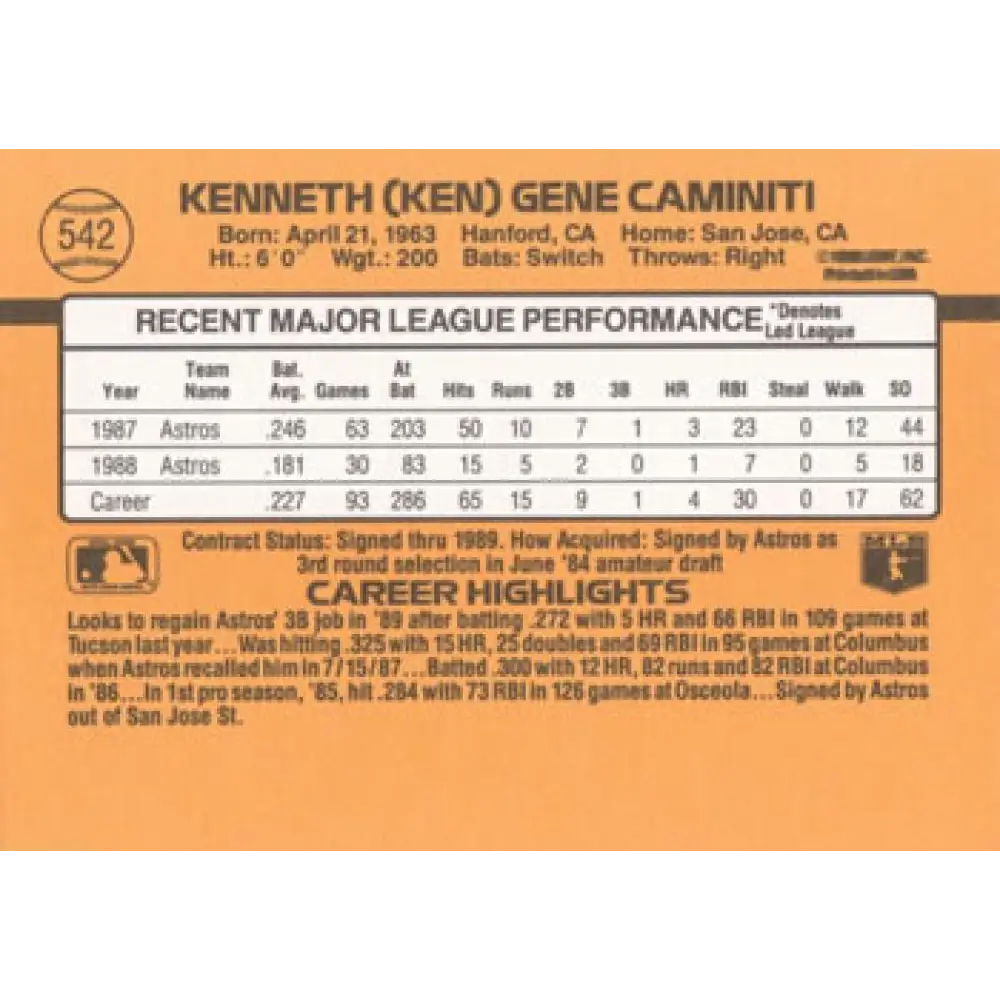 542
KENNETH (KEN) GENE CAMINITI
Born: April 21, 1963 Hanford, CA Home: San Jose, CA
Ht.: 6'0" Wgt.: 200 Bats: Switch Throws: Right
RECENT MAJOR LEAGUE PERFORMANCE *Denotes Led League
Year Team Name Bat. Avg. Games At Bat Hits Runs 2B 3B HR RBI Steal Walk SO
1987 Astros .246 63 203 50 10 7 1 3 23 0 12 44
1988 Astros .181 30 83 15 5 2 0 1 7 0 5 18
Career .227 93 286 65 15 9 1 4 30 0 17 62
Contract Status: Signed thru 1989. How Acquired: Signed by Astros as
3rd round selection in June '84 amateur draft
CAREER HIGHLIGHTS
Looks to regain Astros' 3B job in '89 after batting .272 with 5 HR and 66 RBI in 109 games at
Tucson last year...Was hitting .325 with 15 HR, 25 doubles and 69 RBI in 95 games at Columbus
when Astros recalled him in 7/15/87...Batted .300 with 12 HR, 82 runs and 82 RBI at Columbus
in '86...In 1st pro season, '85, hit .284 with 73 RBI in 126 games at Osceola...Signed by Astros
out of San Jose St.